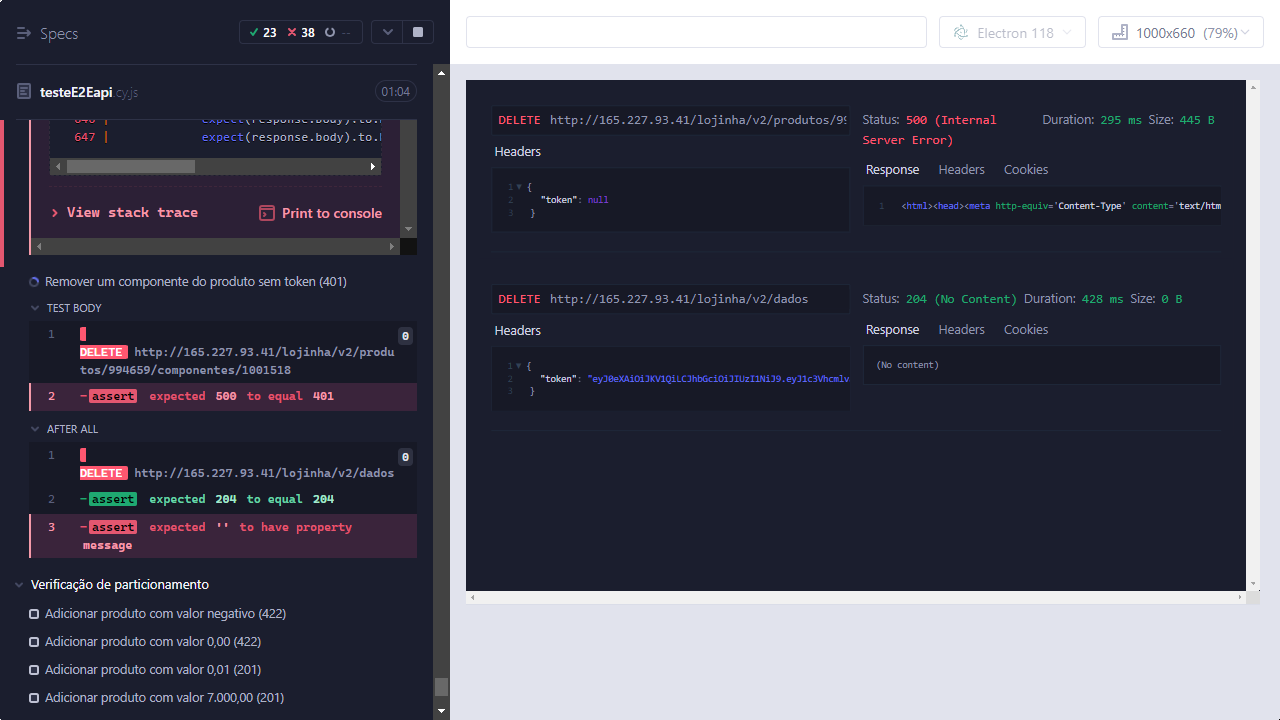 Specs
23
38
--
testeE2Eapi.cy.js
01:04
646 | expect(response.body).to.
647 | expect(response.body).to.
View stack trace
Print to console
Remover um componente do produto sem token (401)
TEST BODY
1
0
DELETE http://165.227.93.41/lojinha/v2/produ
tos/994659/componentes/1001518
2 -assert expected 500 to equal 401
AFTER ALL
1
0
DELETE http://165.227.93.41/lojinha/v2/dados
2 -assert expected 204 to equal 204
3 -assert expected '' to have property
message
Verificação de particionamento
Adicionar produto com valor negativo (422)
Adicionar produto com valor 0,00 (422)
Adicionar produto com valor 0,01 (201)
Adicionar produto com valor 7.000,00 (201)
Electron 118
1000x660 (79%)
DELETE http://165.227.93.41/lojinha/v2/produtos/99
Status: 500 (Internal Server Error) Duration: 295 ms Size: 445 B
Headers
1 {
2 "token": null
3 }
Response Headers Cookies
1 <html><head><meta http-equiv='Content-Type' content='text/htm
DELETE http://165.227.93.41/lojinha/v2/dados
Status: 204 (No Content) Duration: 428 ms Size: 0 B
Headers
1 {
2 "token": "eyJ0eXAiOiJKV1QiLCJhbGciOiJIUzI1NiJ9.eyJ1c3Vhcmlv
3 }
Response Headers Cookies
(No content)